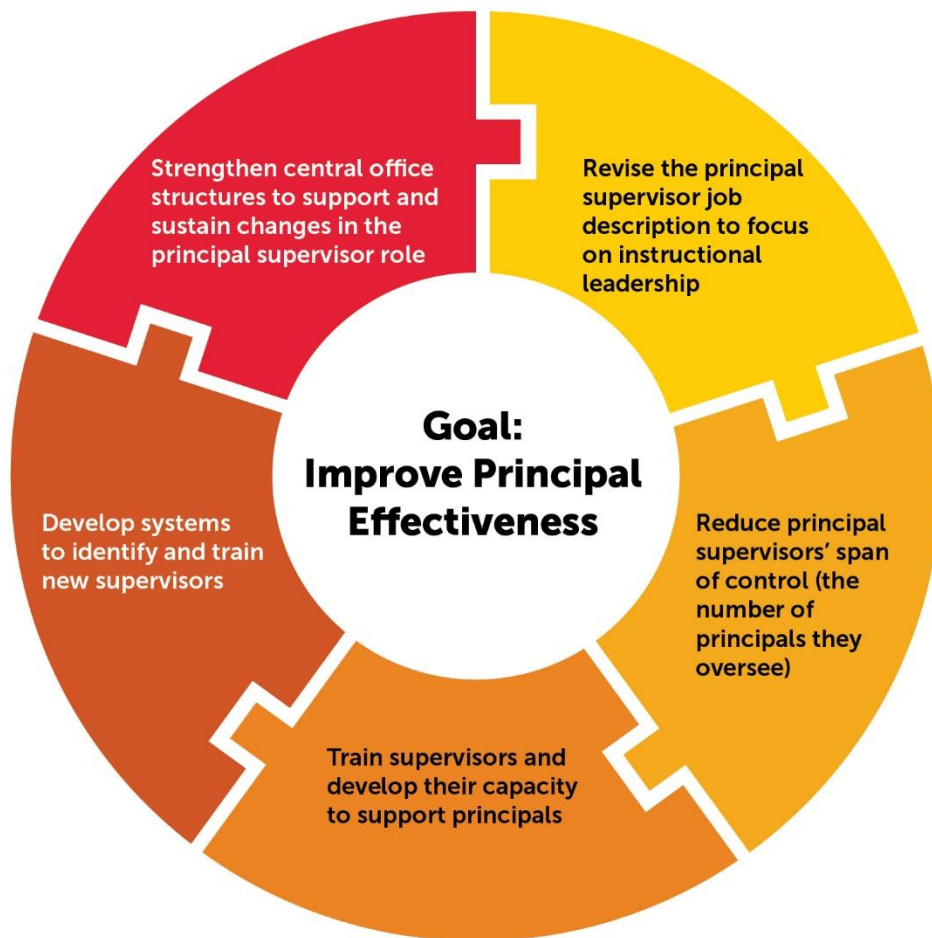 Strengthen central office
structures to support and
sustain changes in the
principal supervisor role
Revise the principal
supervisor job
description to focus
on instructional
leadership
Goal:
Improve Principal
Effectiveness
Develop systems
to identify and train
new supervisors
Reduce principal
supervisors’ span
of control (the
number of
principals they
oversee)
Train supervisors and
develop their capacity
to support principals